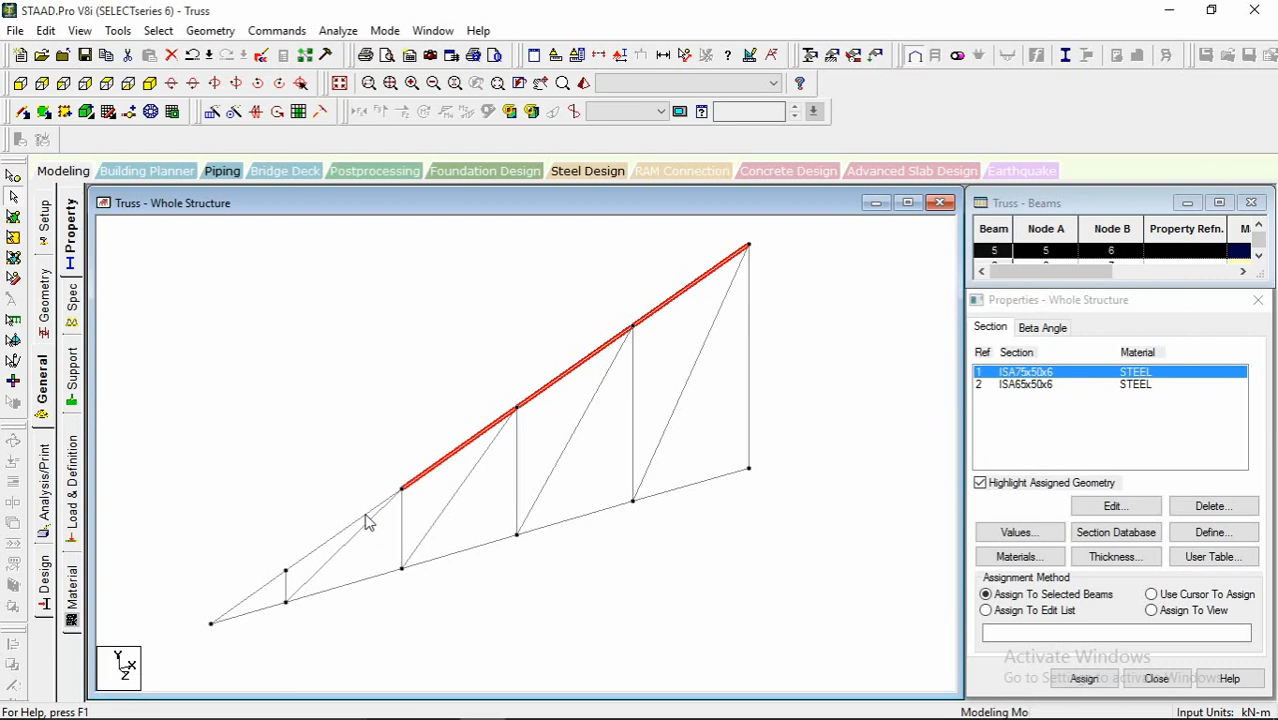 STAAD.Pro V8i (SELECTseries 6) - Truss
File Edit View Tools Select Geometry Commands Analyze Mode Window Help
Modeling Building Planner Piping Bridge Deck Postprocessing Foundation Design Steel Design RAM Connection Concrete Design Advanced Slab Design Earthquake
Setup
Geometry
General
Analysis/Print
Design
Property
Spec
Support
Load & Definition
Material
Truss - Whole Structure
Y
X
Z
Truss - Beams
Beam Node A Node B Property Refn.
5 5 6
Properties - Whole Structure
Section Beta Angle
Ref Section Material
1 ISA75x50x6 STEEL
2 ISA65x50x6 STEEL
Highlight Assigned Geometry
Edit... Delete...
Values... Section Database Define...
Materials... Thickness... User Table...
Assignment Method
Assign To Selected Beams Use Cursor To Assign
Assign To Edit List Assign To View
Activate Windows
Go to Settings to activate Windows.
Assign Close Help
For Help, press F1
Modeling Mo
Input Units: kN-m